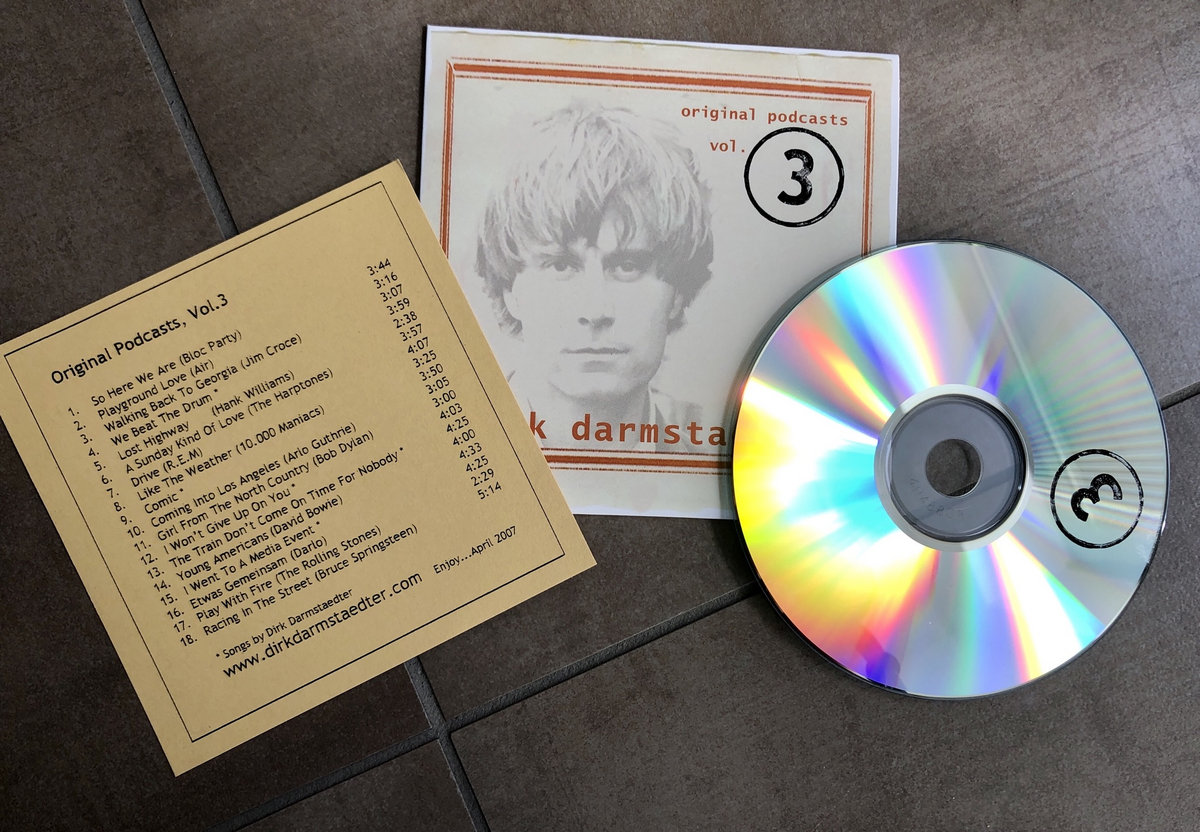 original podcasts
vol. 3
k darmsta
Original Podcasts, Vol.3
1. So Here We Are (Bloc Party) 3:44
2. Playground Love (Air) 3:16
3. Walking Back To Georgia (Jim Croce) 3:07
4. We Beat The Drum * 3:59
5. Lost Highway (Hank Williams) 2:38
6. A Sunday Kind Of Love (The Harptones) 3:57
7. Drive (R.E.M) 4:07
8. Like The Weather (10.000 Maniacs) 3:25
9. Comic * 3:50
10. Coming Into Los Angeles (Arlo Guthrie) 3:05
11. Girl From The North Country (Bob Dylan) 3:00
12. I Won't Give Up On You * 4:03
13. The Train Don't Come On Time For Nobody * 4:25
14. Young Americans (David Bowie) 4:00
15. I Went To A Media Event * 4:33
16. Etwas Gemeinsam (Darlo) 4:25
17. Play With Fire (The Rolling Stones) 2:29
18. Racing In The Street (Bruce Springsteen) 5:14
* Songs by Dirk Darmstaedter
www.dirkdarmstaedter.com Enjoy...April 2007
3